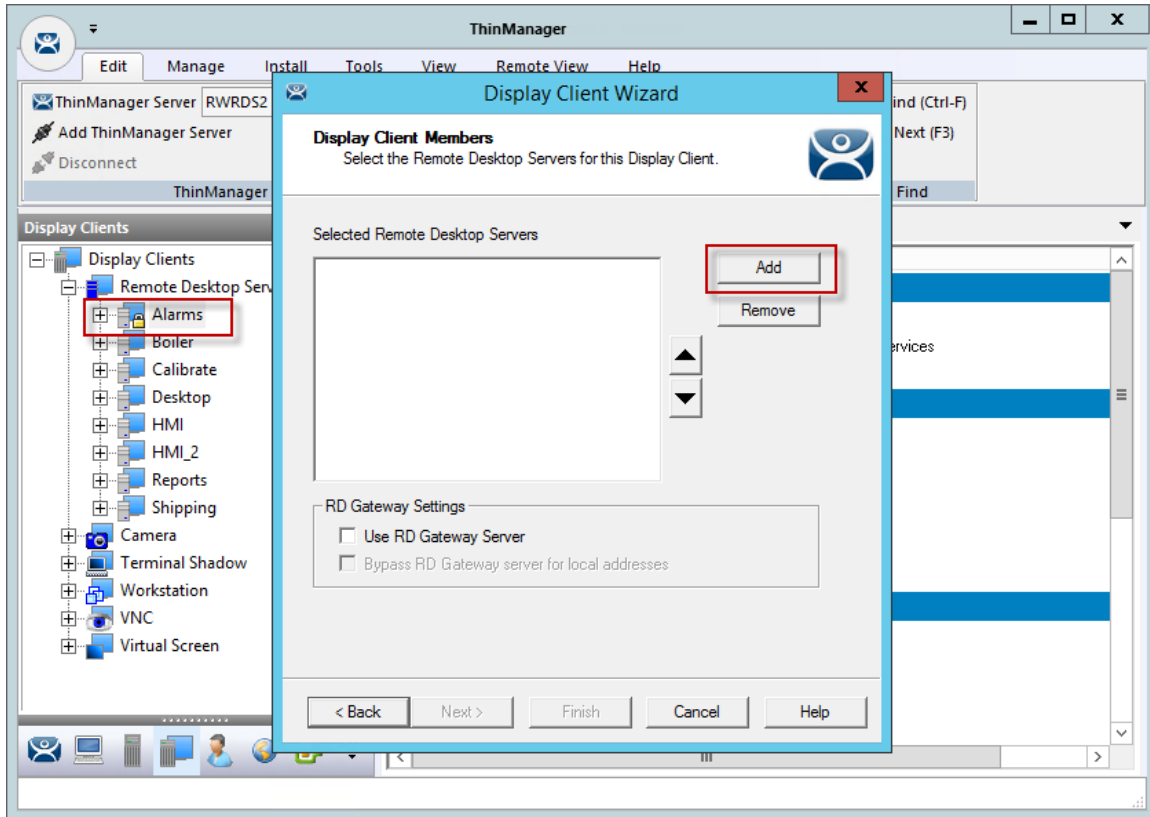 ThinManager
Edit Manage Install Tools View Remote View Help
ThinManager Server RWRDS2
Add ThinManager Server
Disconnect
ThinManager
ind (Ctrl-F)
Next (F3)
Find
Display Clients
Display Clients
Remote Desktop Serv
Alarms
Boiler
Calibrate
Desktop
HMI
HMI_2
Reports
Shipping
Camera
Terminal Shadow
Workstation
VNC
Virtual Screen
Display Client Wizard
Display Client Members
Select the Remote Desktop Servers for this Display Client.
Selected Remote Desktop Servers
Add
Remove
RD Gateway Settings
Use RD Gateway Server
Bypass RD Gateway server for local addresses
< Back Next > Finish Cancel Help
ervices